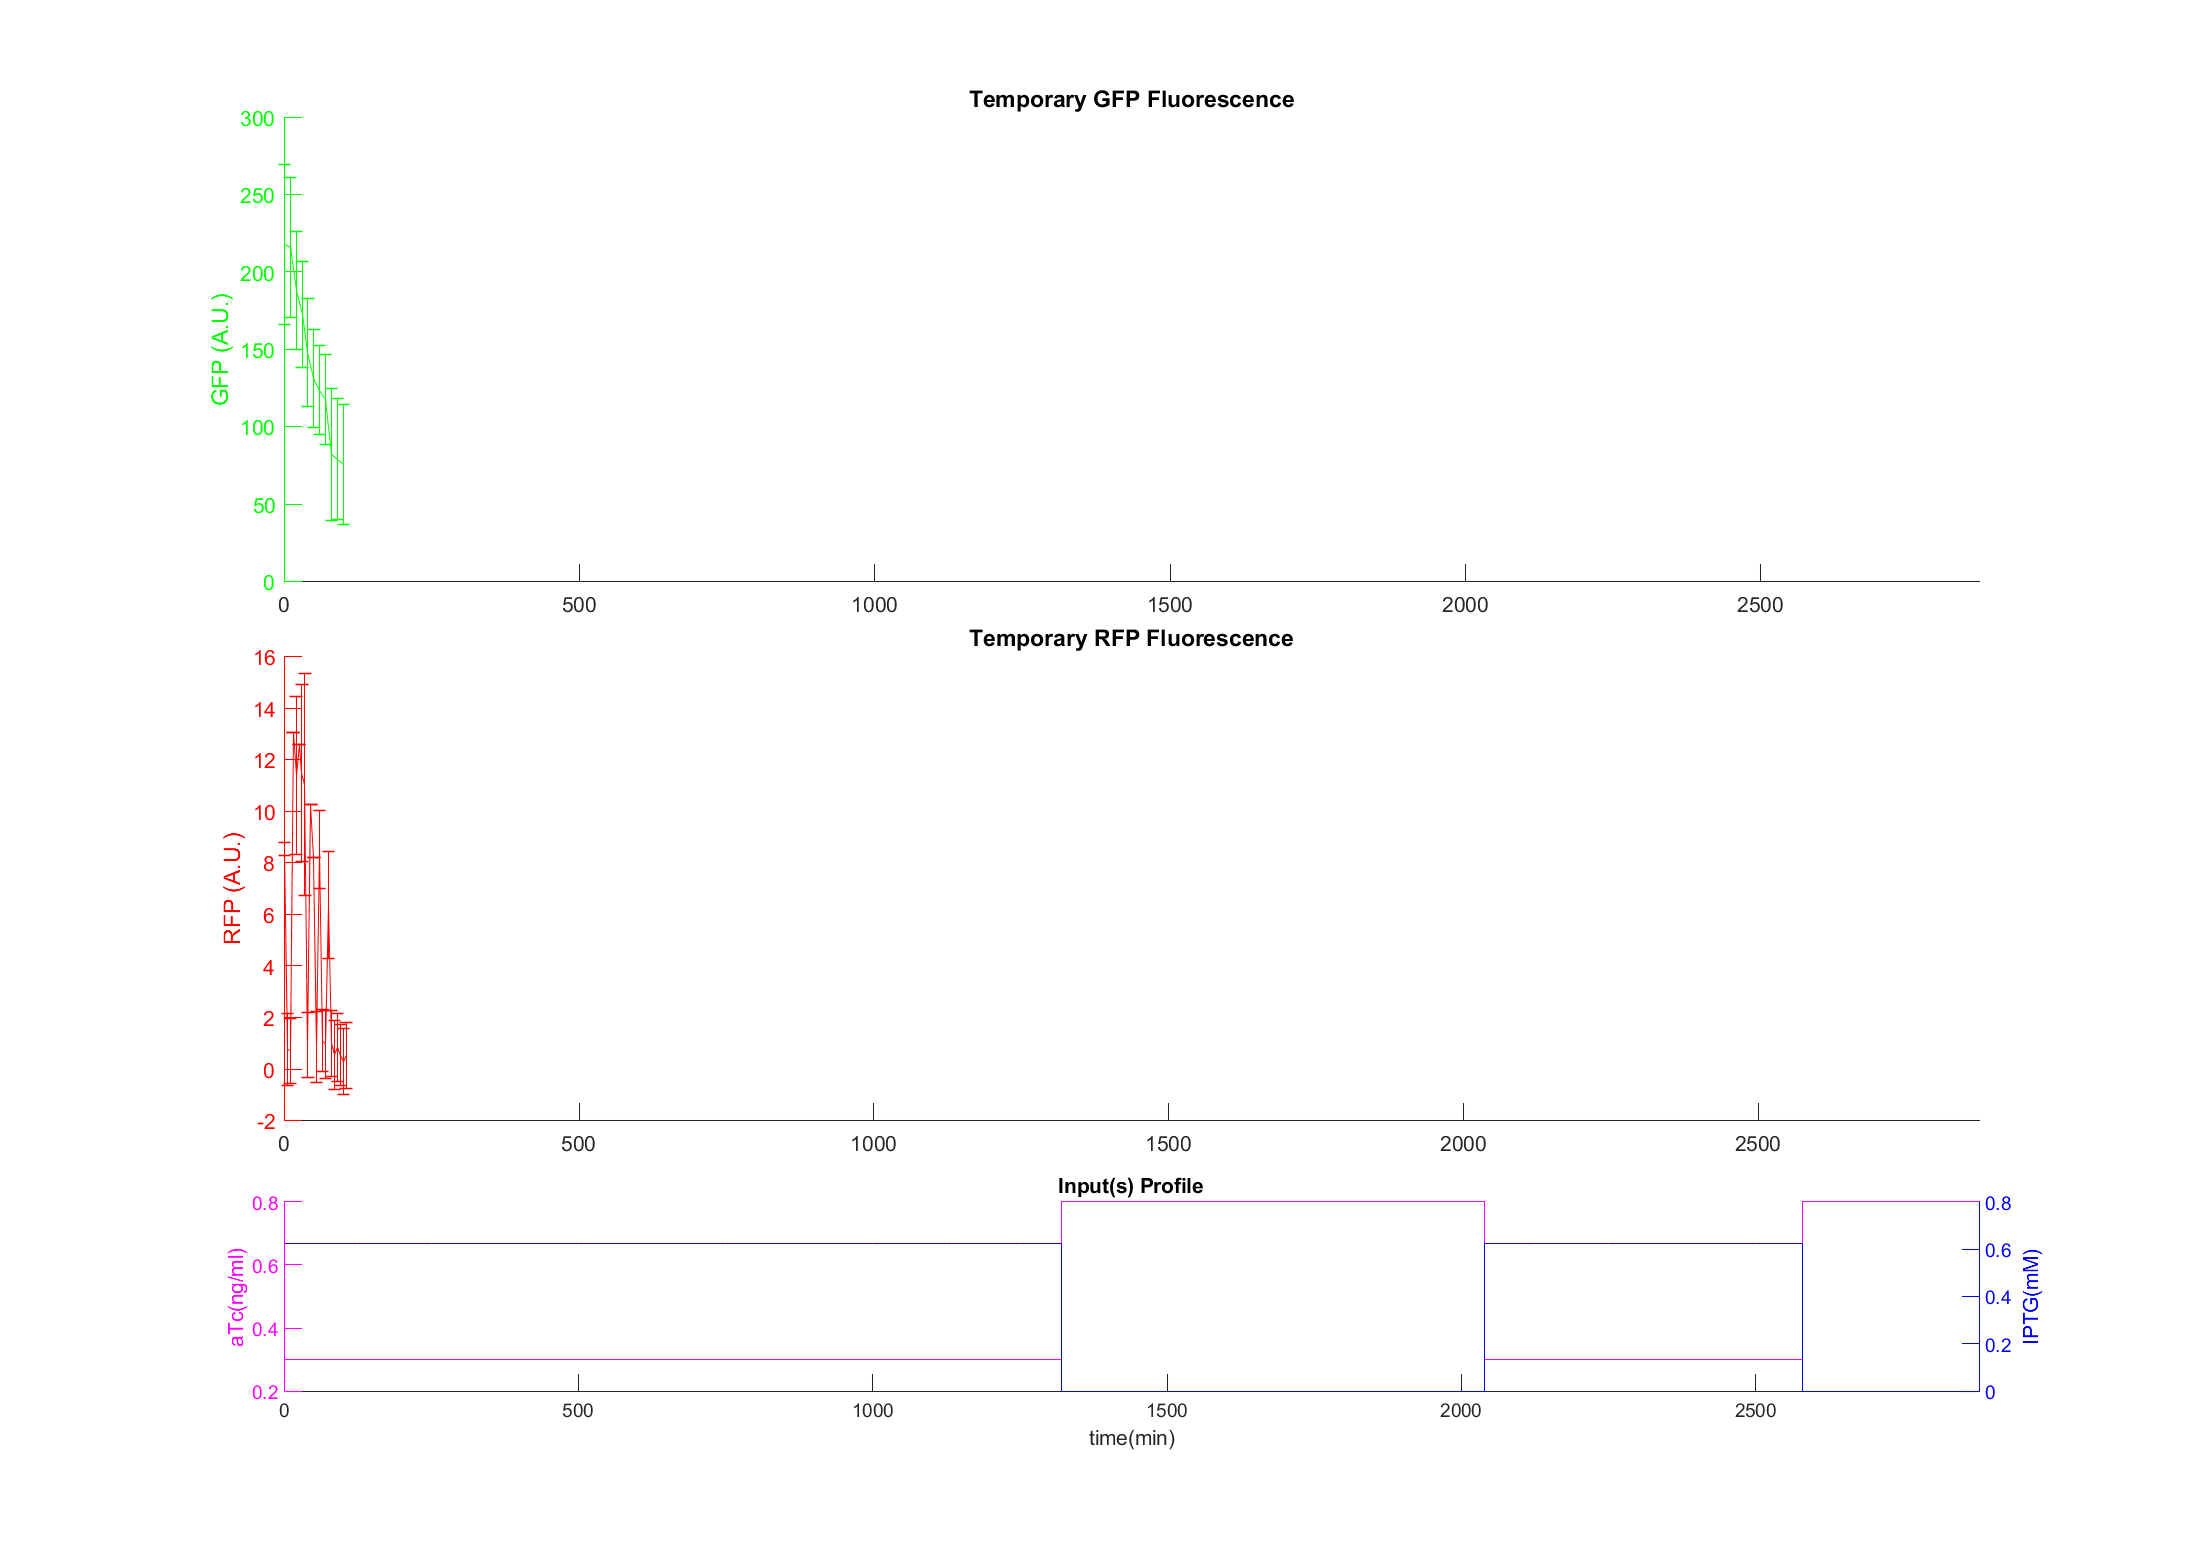 Temporary GFP Fluorescence
300
250
200
150
100
50
0
GFP (A.U.)
0 500 1000 1500 2000 2500
Temporary RFP Fluorescence
16
14
12
10
8
6
4
2
0
-2
RFP (A.U.)
0 500 1000 1500 2000 2500
Input(s) Profile
0.8
0.6
0.4
0.2
aTc(ng/ml)
0.8
0.6
0.4
0.2
0
IPTG(mM)
0 500 1000 1500 2000 2500
time(min)